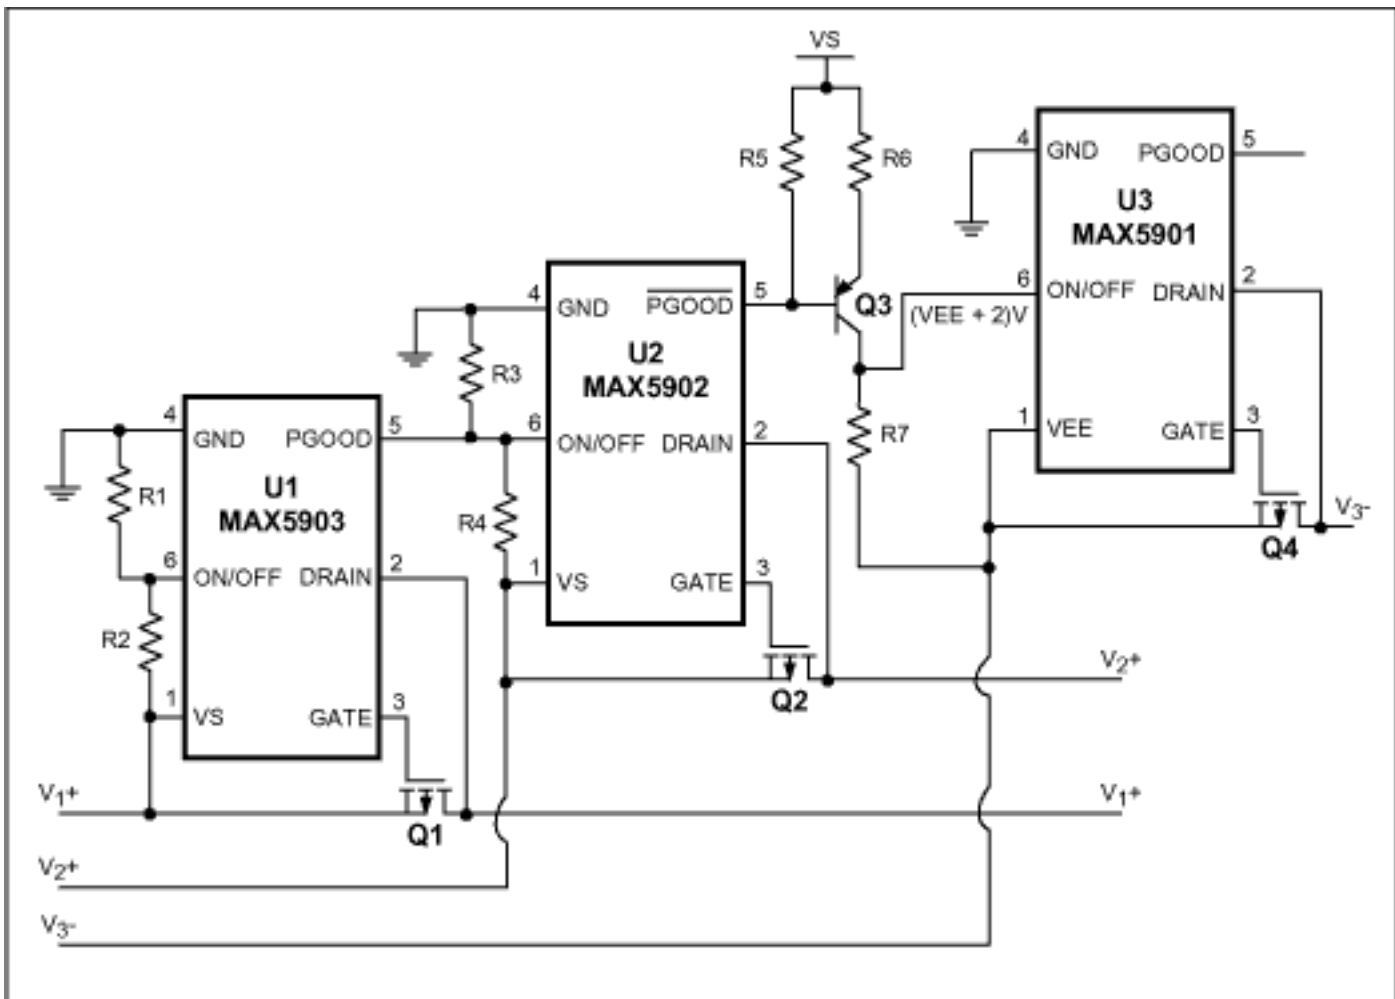 VS
R5
R6
4
GND
PGOOD
5
U3
MAX5901
6
ON/OFF
DRAIN
2
(VEE + 2)V
1
VEE
GATE
3
Q3
R7
V3-
Q4
4
GND
PGOOD
5
U2
MAX5902
R3
6
ON/OFF
DRAIN
2
R4
1
VS
GATE
3
Q2
V2+
4
GND
PGOOD
5
R1
U1
MAX5903
6
ON/OFF
DRAIN
2
R2
1
VS
GATE
3
V1+
Q1
V1+
V2+
V3-